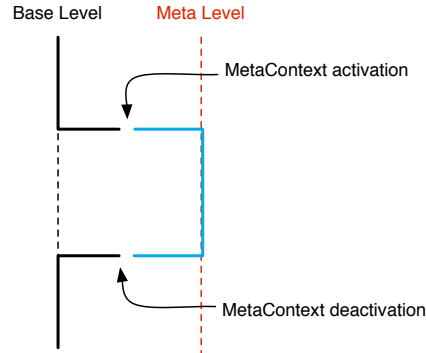 Base Level
Meta Level
MetaContext activation
MetaContext deactivation